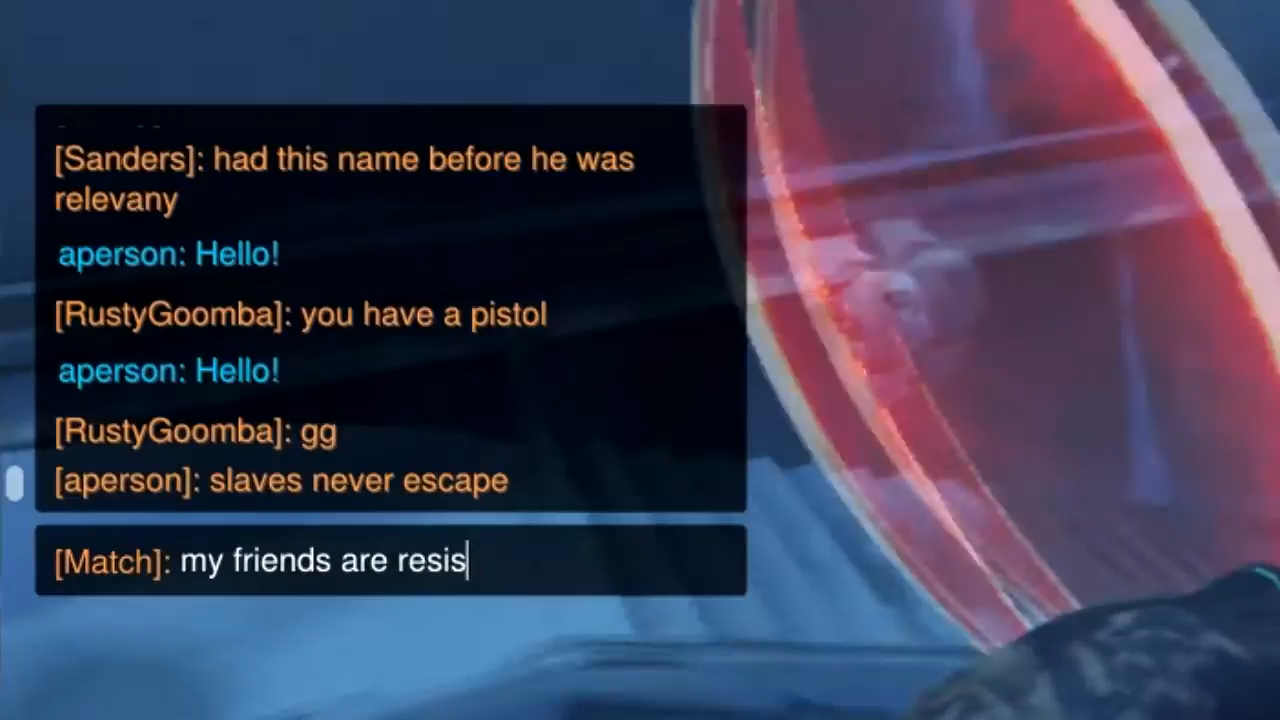 [Sanders]: had this name before he was
relevany
aperson: Hello!
[RustyGoomba]: you have a pistol
aperson: Hello!
[RustyGoomba]: gg
[aperson]: slaves never escape
[Match]: my friends are resis